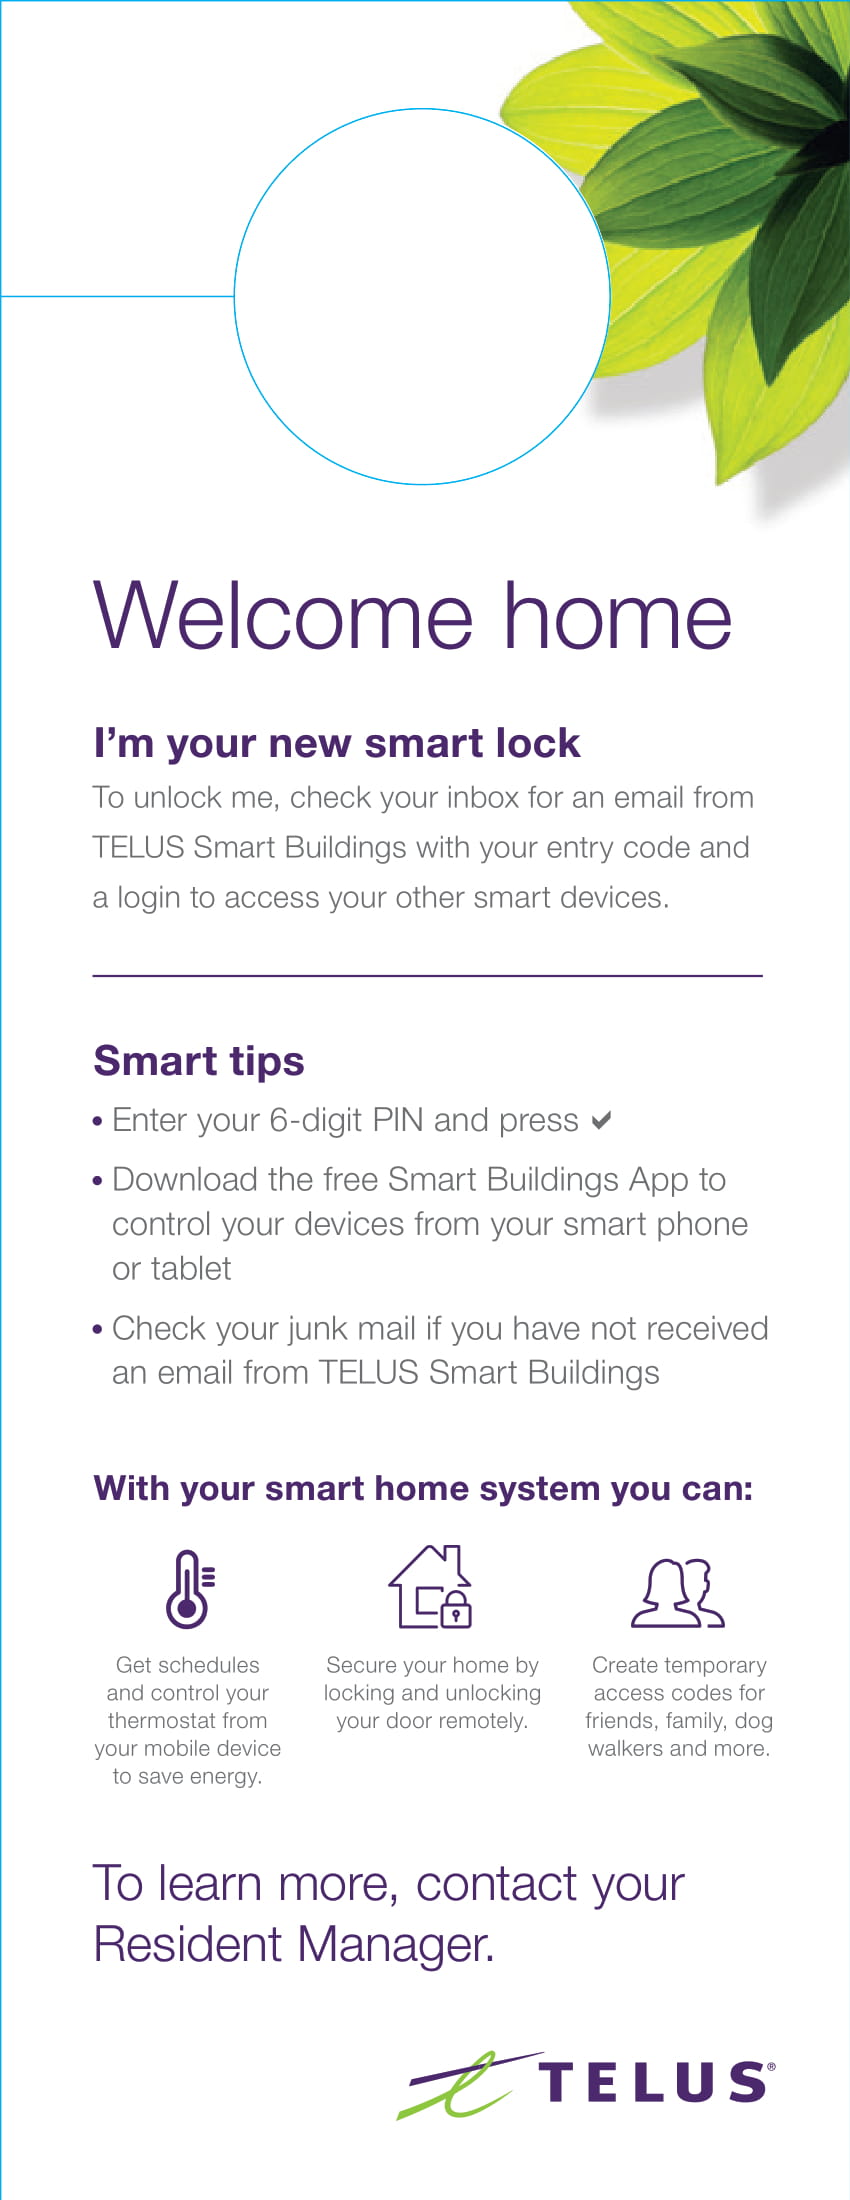 Welcome home
I'm your new smart lock
To unlock me, check your inbox for an email from
TELUS Smart Buildings with your entry code and
a login to access your other smart devices.
Smart tips
• Enter your 6-digit PIN and press ✓
• Download the free Smart Buildings App to
control your devices from your smart phone
or tablet
• Check your junk mail if you have not received
an email from TELUS Smart Buildings
With your smart home system you can:
Get schedules
and control your
thermostat from
your mobile device
to save energy.
Secure your home by
locking and unlocking
your door remotely.
Create temporary
access codes for
friends, family, dog
walkers and more.
To learn more, contact your
Resident Manager.
TELUS®